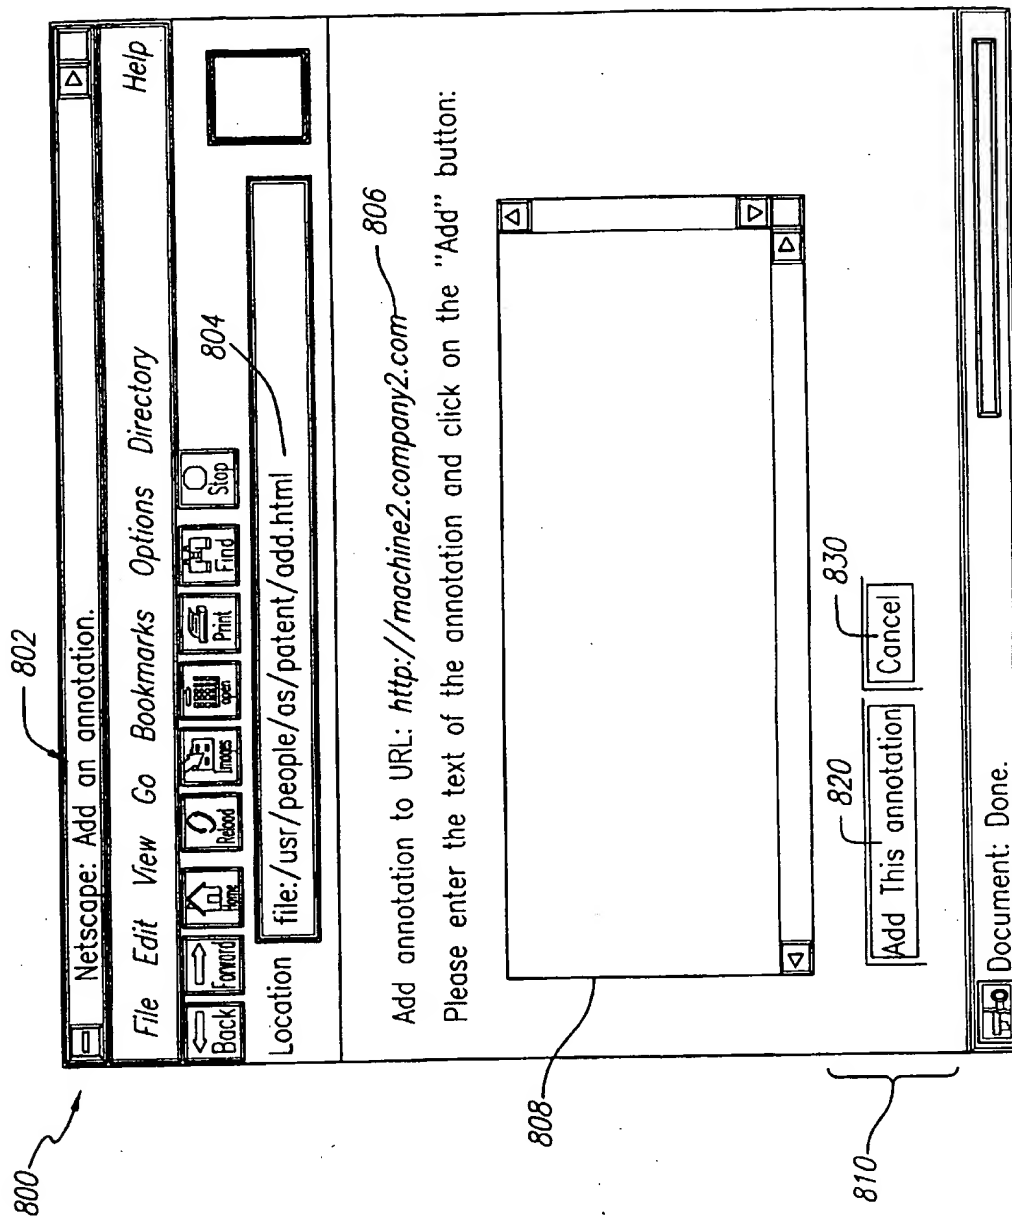 800
802
Netscape: Add an annotation.
File Edit View Go Bookmarks Options Directory Help
Back Forward Home Reload Images open Print Find Stop
804
Location file:/usr/people/as/patent/add.html
Add annotation to URL: http://machine2.company2.com
806
Please enter the text of the annotation and click on the "Add" button:
808
810
820
830
Add This annotation Cancel
Document: Done.